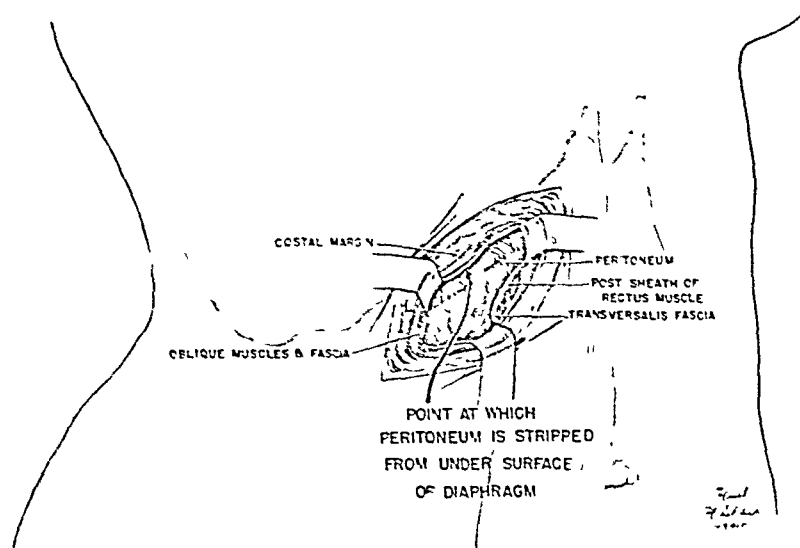 COSTAL MARGIN
PERITONEUM
POST SHEATH OF
RECTUS MUSCLE
TRANSVERSALIS FASCIA
OBLIQUE MUSCLES & FASCIA
POINT AT WHICH
PERITONEUM IS STRIPPED
FROM UNDER SURFACE
OF DIAPHRAGM